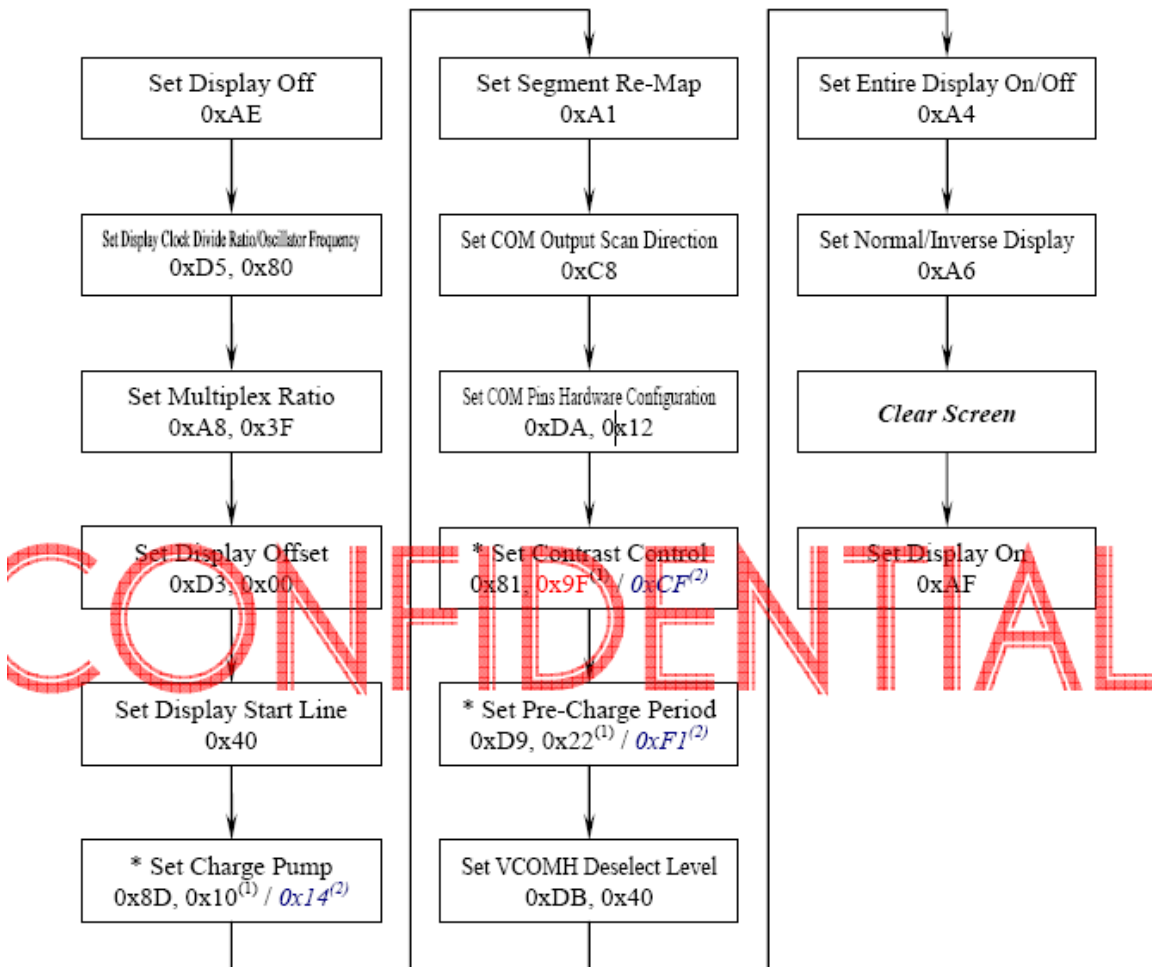 Set Display Off
0xAE
Set Display Clock Divide Ratio/Oscillator Frequency
0xD5, 0x80
Set Multiplex Ratio
0xA8, 0x3F
Set Display Offset
0xD3, 0x00
Set Display Start Line
0x40
* Set Charge Pump
0x8D, 0x10(1) / 0x14(2)
Set Segment Re-Map
0xA1
Set COM Output Scan Direction
0xC8
Set COM Pins Hardware Configuration
0xDA, 0x12
* Set Contrast Control
0x81, 0x9F(1) / 0xCF(2)
* Set Pre-Charge Period
0xD9, 0x22(1) / 0xF1(2)
Set VCOMH Deselect Level
0xDB, 0x40
Set Entire Display On/Off
0xA4
Set Normal/Inverse Display
0xA6
Clear Screen
Set Display On
0xAF
CONFIDENTIAL